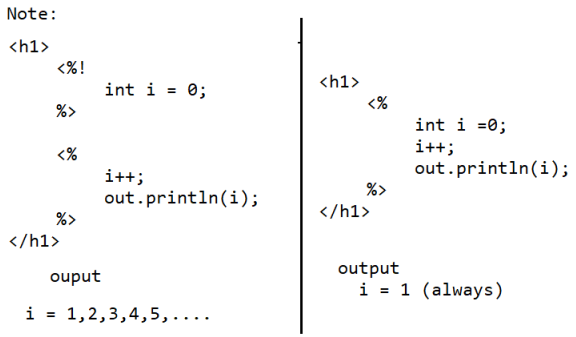 Note:
<h1>
<%!
int i = 0;
%>
<%
i++;
out.println(i);
%>
</h1>
ouput
i = 1,2,3,4,5,....
<h1>
<%
int i =0;
i++;
out.println(i);
%>
</h1>
output
i = 1 (always)